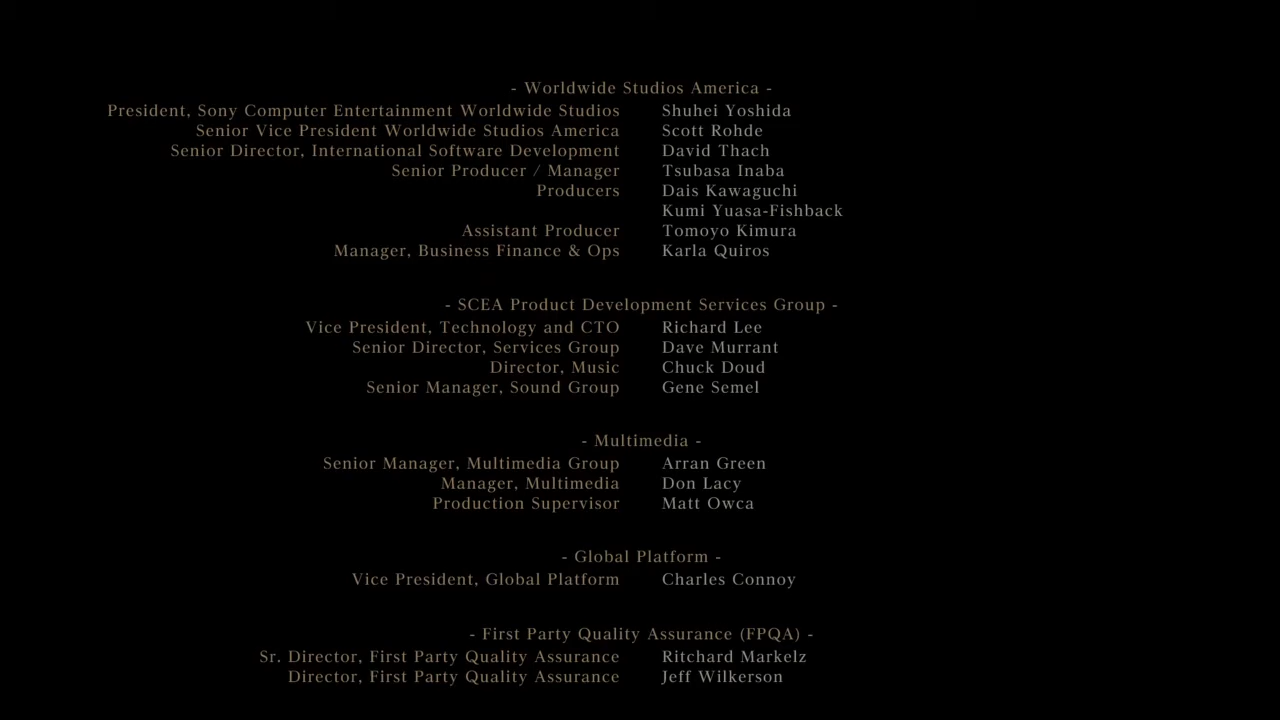 - Worldwide Studios America -
President, Sony Computer Entertainment Worldwide Studios Shuhei Yoshida
Senior Vice President Worldwide Studios America Scott Rohde
Senior Director, International Software Development David Thach
Senior Producer / Manager Tsubasa Inaba
Producers Dais Kawaguchi
Kumi Yuasa-Fishback
Assistant Producer Tomoyo Kimura
Manager, Business Finance & Ops Karla Quiros
- SCEA Product Development Services Group -
Vice President, Technology and CTO Richard Lee
Senior Director, Services Group Dave Murrant
Director, Music Chuck Doud
Senior Manager, Sound Group Gene Semel
- Multimedia -
Senior Manager, Multimedia Group Arran Green
Manager, Multimedia Don Lacy
Production Supervisor Matt Owca
- Global Platform -
Vice President, Global Platform Charles Connoy
- First Party Quality Assurance (FPQA) -
Sr. Director, First Party Quality Assurance Ritchard Markelz
Director, First Party Quality Assurance Jeff Wilkerson